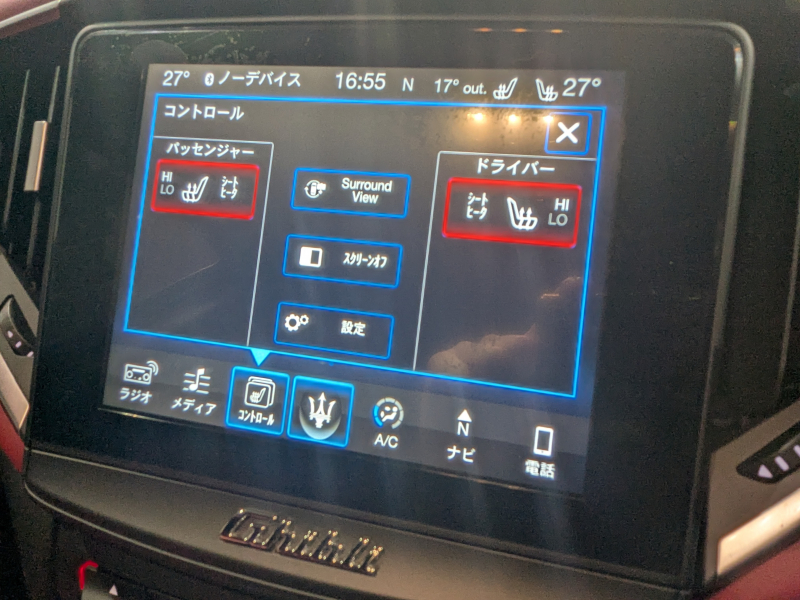 27° ノーデバイス 16:55 N 17° out. 27°
コントロール
パッセンジャー
HI
LO
シート
ヒータ
Surround
View
スクリーンオフ
設定
ドライバー
シート
ヒータ
HI
LO
ラジオ
メディア
コントロール
A/C
N
ナビ
電話
Ghibli